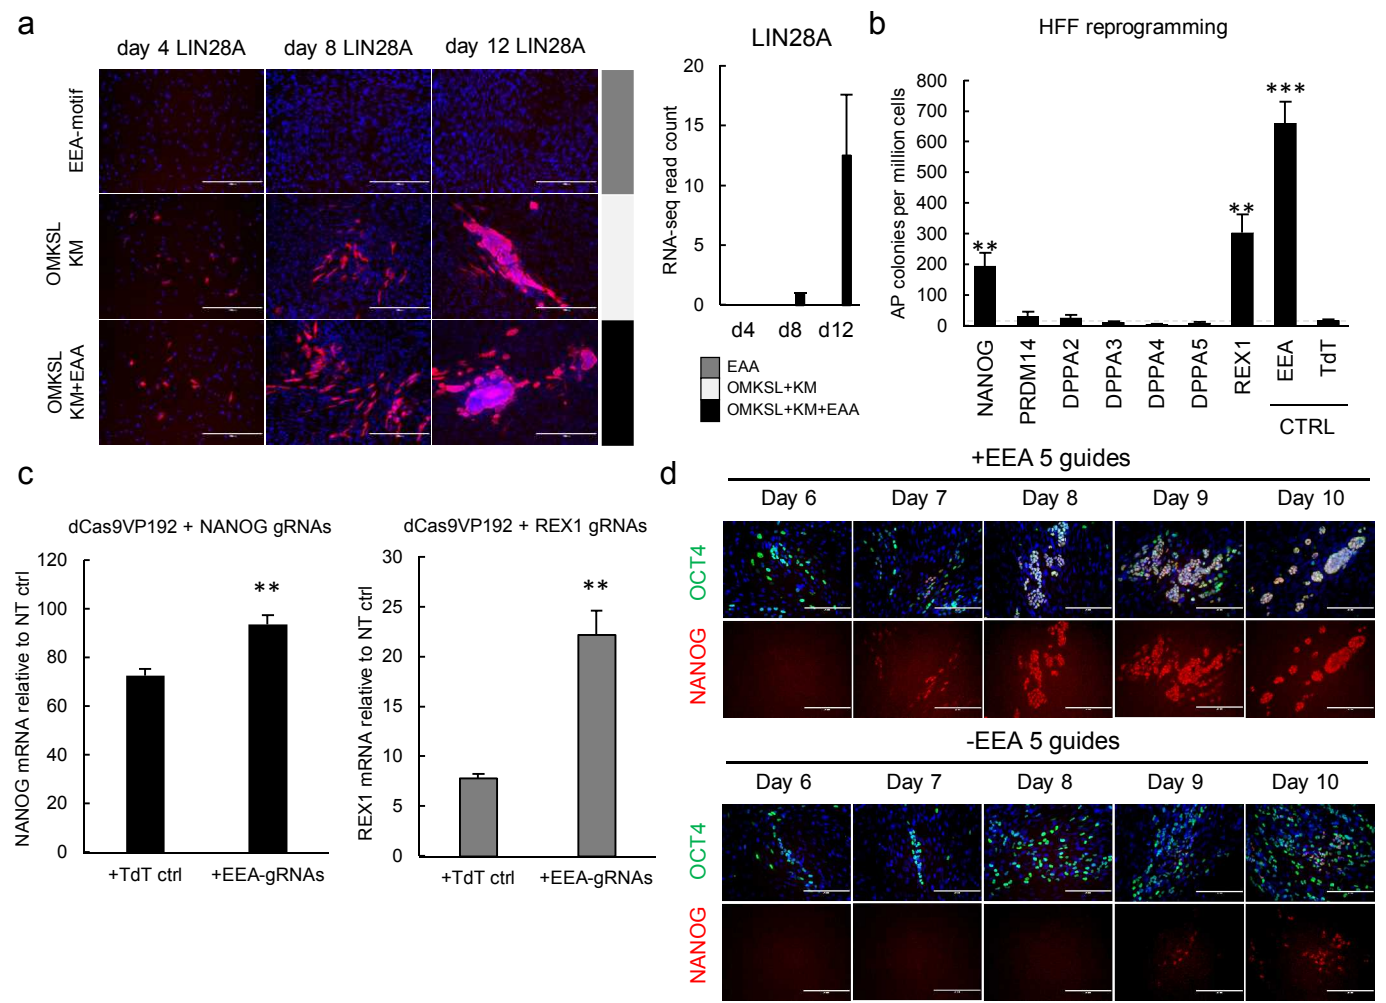 a
day 4 LIN28A
day 8 LIN28A
day 12 LIN28A
EEA-motif
OMKSL
KM
OMKSL
KM+EAA
LIN28A
RNA-seq read count
20
15
10
5
0
d4
d8
d12
EAA
OMKSL+KM
OMKSL+KM+EAA
b
HFF reprogramming
AP colonies per million cells
800
700
600
500
400
300
200
100
0
**
**
***
NANOG
PRDM14
DPPA2
DPPA3
DPPA4
DPPA5
REX1
EEA
TdT
CTRL
c
dCas9VP192 + NANOG gRNAs
NANOG mRNA relative to NT ctrl
120
100
80
60
40
20
0
**
+TdT ctrl
+EEA-gRNAs
dCas9VP192 + REX1 gRNAs
REX1 mRNA relative to NT ctrl
30
25
20
15
10
5
0
**
+TdT ctrl
+EEA-gRNAs
d
+EEA 5 guides
Day 6
Day 7
Day 8
Day 9
Day 10
OCT4
NANOG
-EEA 5 guides
Day 6
Day 7
Day 8
Day 9
Day 10
OCT4
NANOG